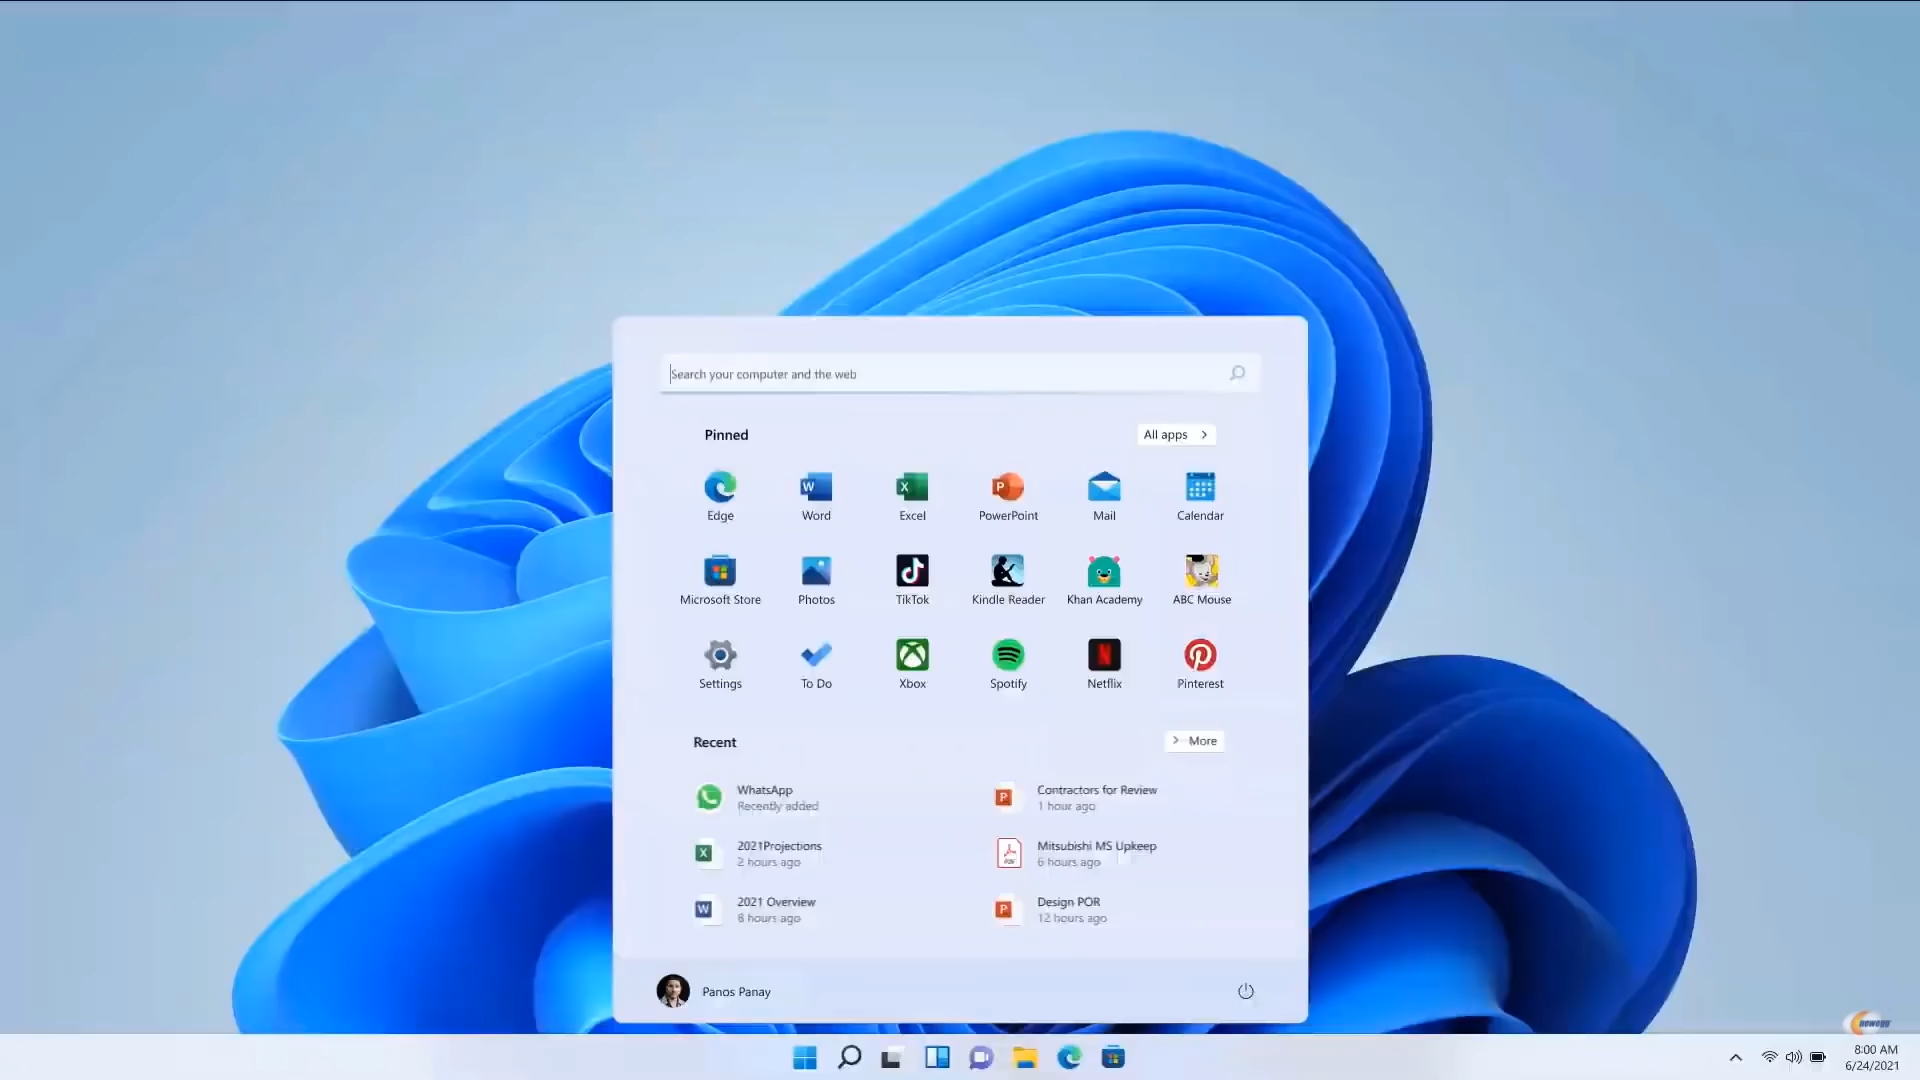 Search your computer and the web
Pinned
All apps
Edge
Word
Excel
PowerPoint
Mail
Calendar
Microsoft Store
Photos
TikTok
Kindle Reader
Khan Academy
ABC Mouse
Settings
To Do
Xbox
Spotify
Netflix
Pinterest
Recent
More
WhatsApp
Recently added
Contractors for Review
1 hour ago
2021Projections
2 hours ago
Mitsubishi MS Upkeep
6 hours ago
2021 Overview
8 hours ago
Design POR
12 hours ago
Panos Panay
newegg
8:00 AM
6/24/2021